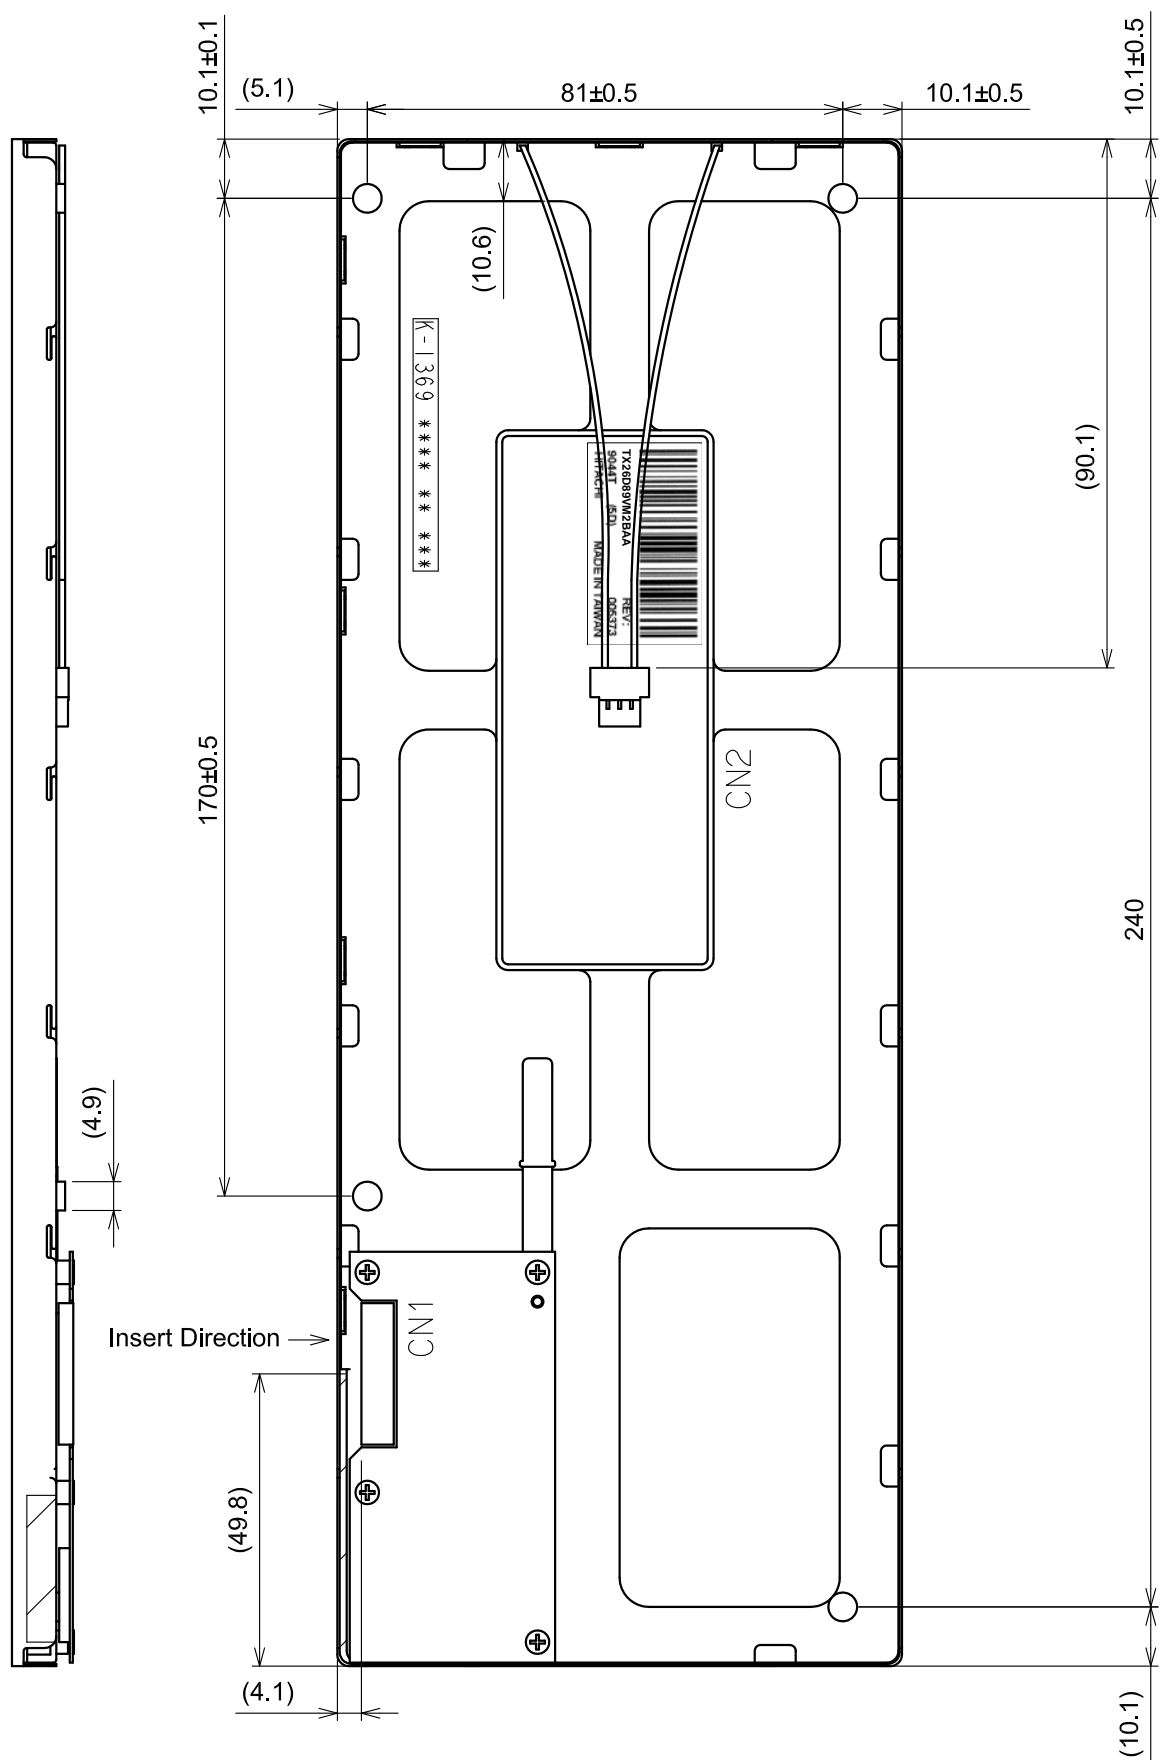 10.1±0.1
(5.1)
81±0.5
10.1±0.5
10.1±0.5
(10.6)
K-1369 **** ** ***
(90.1)
TX26D89VM2BAA REV:
9044T (5D) 005373
HITACHI MADE IN TAIWAN
170±0.5
CN2
240
(4.9)
Insert Direction
CN1
(49.8)
(4.1)
(10.1)